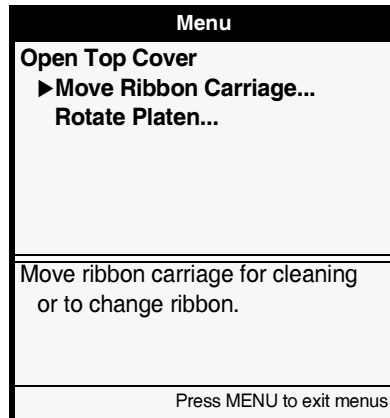 Menu
Open Top Cover
▶Move Ribbon Carriage...
Rotate Platen...
Move ribbon carriage for cleaning
or to change ribbon.
Press MENU to exit menus